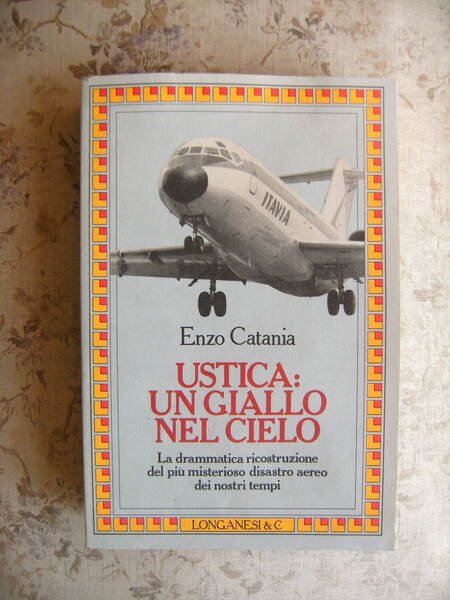 ITAVIA
Enzo Catania
USTICA:
UN GIALLO
NEL CIELO
La drammatica ricostruzione
del più misterioso disastro aereo
dei nostri tempi
LONGANESI & C